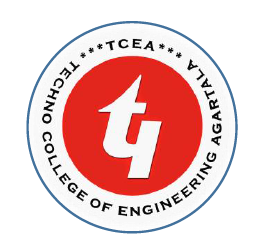 ***TCEA***
TECHNO COLLEGE OF ENGINEERING AGARTALA